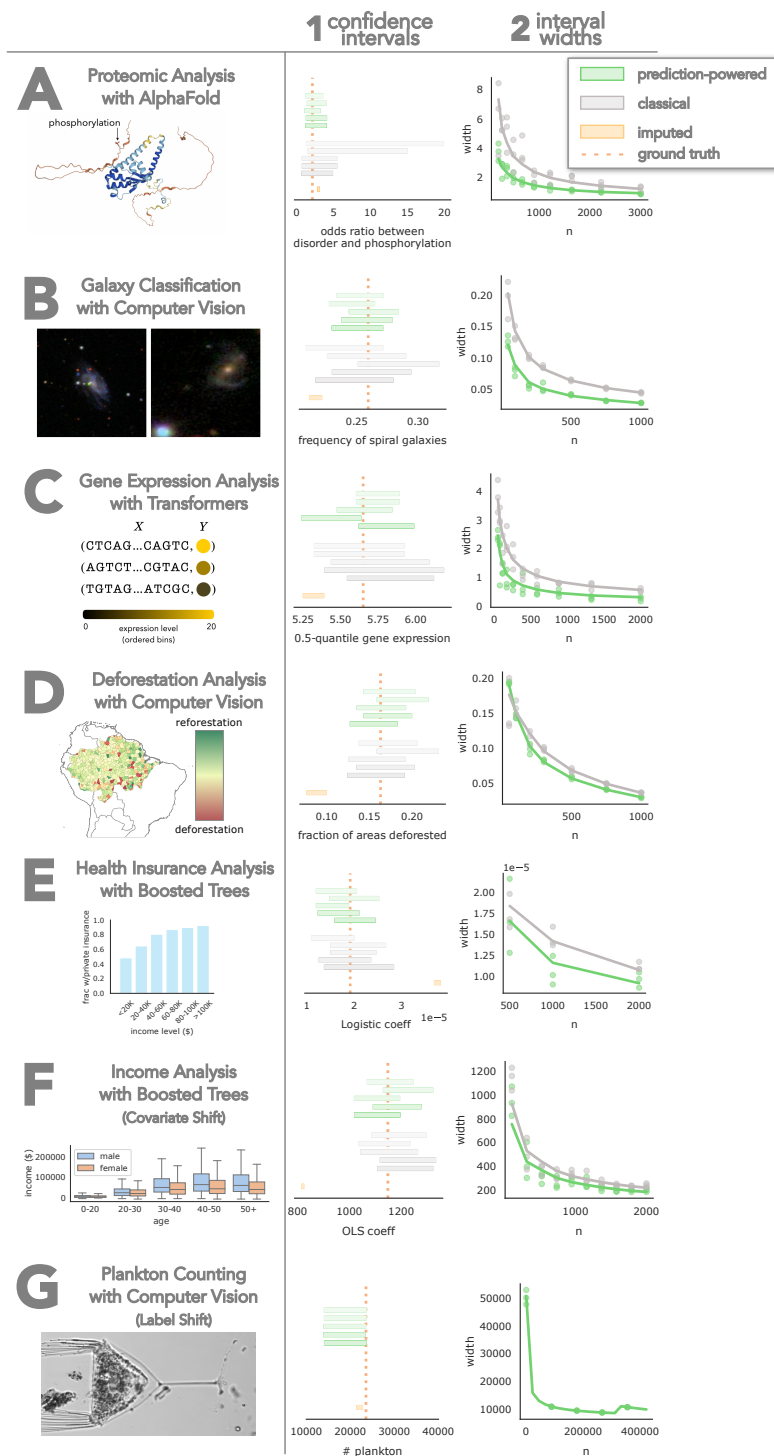 1 confidence
intervals
2 interval
widths
prediction-powered
classical
imputed
ground truth
A
Proteomic Analysis
with AlphaFold
phosphorylation
0 5 10 15 20
odds ratio between
disorder and phosphorylation
width
8
6
4
2
1000 2000 3000
n
B
Galaxy Classification
with Computer Vision
0.25 0.30
frequency of spiral galaxies
width
0.20
0.15
0.10
0.05
500 1000
n
C
Gene Expression Analysis
with Transformers
X Y
(CTCAG...CAGTC, )
(AGTCT...CGTAC, )
(TGTAG...ATCGC, )
0 expression level 20
(ordered bins)
5.25 5.50 5.75 6.00
0.5-quantile gene expression
width
4
3
2
1
0
0 500 1000 1500 2000
n
D
Deforestation Analysis
with Computer Vision
reforestation
deforestation
0.10 0.15 0.20
fraction of areas deforested
width
0.20
0.15
0.10
0.05
500 1000
n
E
Health Insurance Analysis
with Boosted Trees
frac w/private insurance
1.0
0.8
0.6
0.4
0.2
0.0
<20K 20-40K 40-60K 60-80K 80-100K >100K
income level ($)
1 2 3
1e−5
Logistic coeff
1e−5
width
2.00
1.75
1.50
1.25
1.00
500 1000 2000
n
F
Income Analysis
with Boosted Trees
(Covariate Shift)
income ($)
200000
100000
0
male
female
0-20 20-30 30-40 40-50 50+
age
800 1000 1200
OLS coeff
width
1200
1000
800
600
400
200
1000 2000
n
G
Plankton Counting
with Computer Vision
(Label Shift)
10000 20000 30000 40000
# plankton
width
50000
40000
30000
20000
10000
0 200000 400000
n